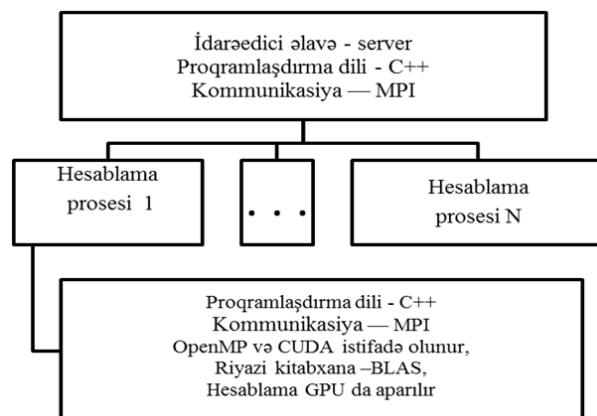 İdarəedici əlavə - server
Proqramlaşdırma dili - C++
Kommunikasiya — MPI
Hesablama
prosesi 1
. . .
Hesablama
prosesi N
Proqramlaşdırma dili - C++
Kommunikasiya — MPI
OpenMP və CUDA istifadə olunur,
Riyazi kitabxana –BLAS,
Hesablama GPU da aparılır